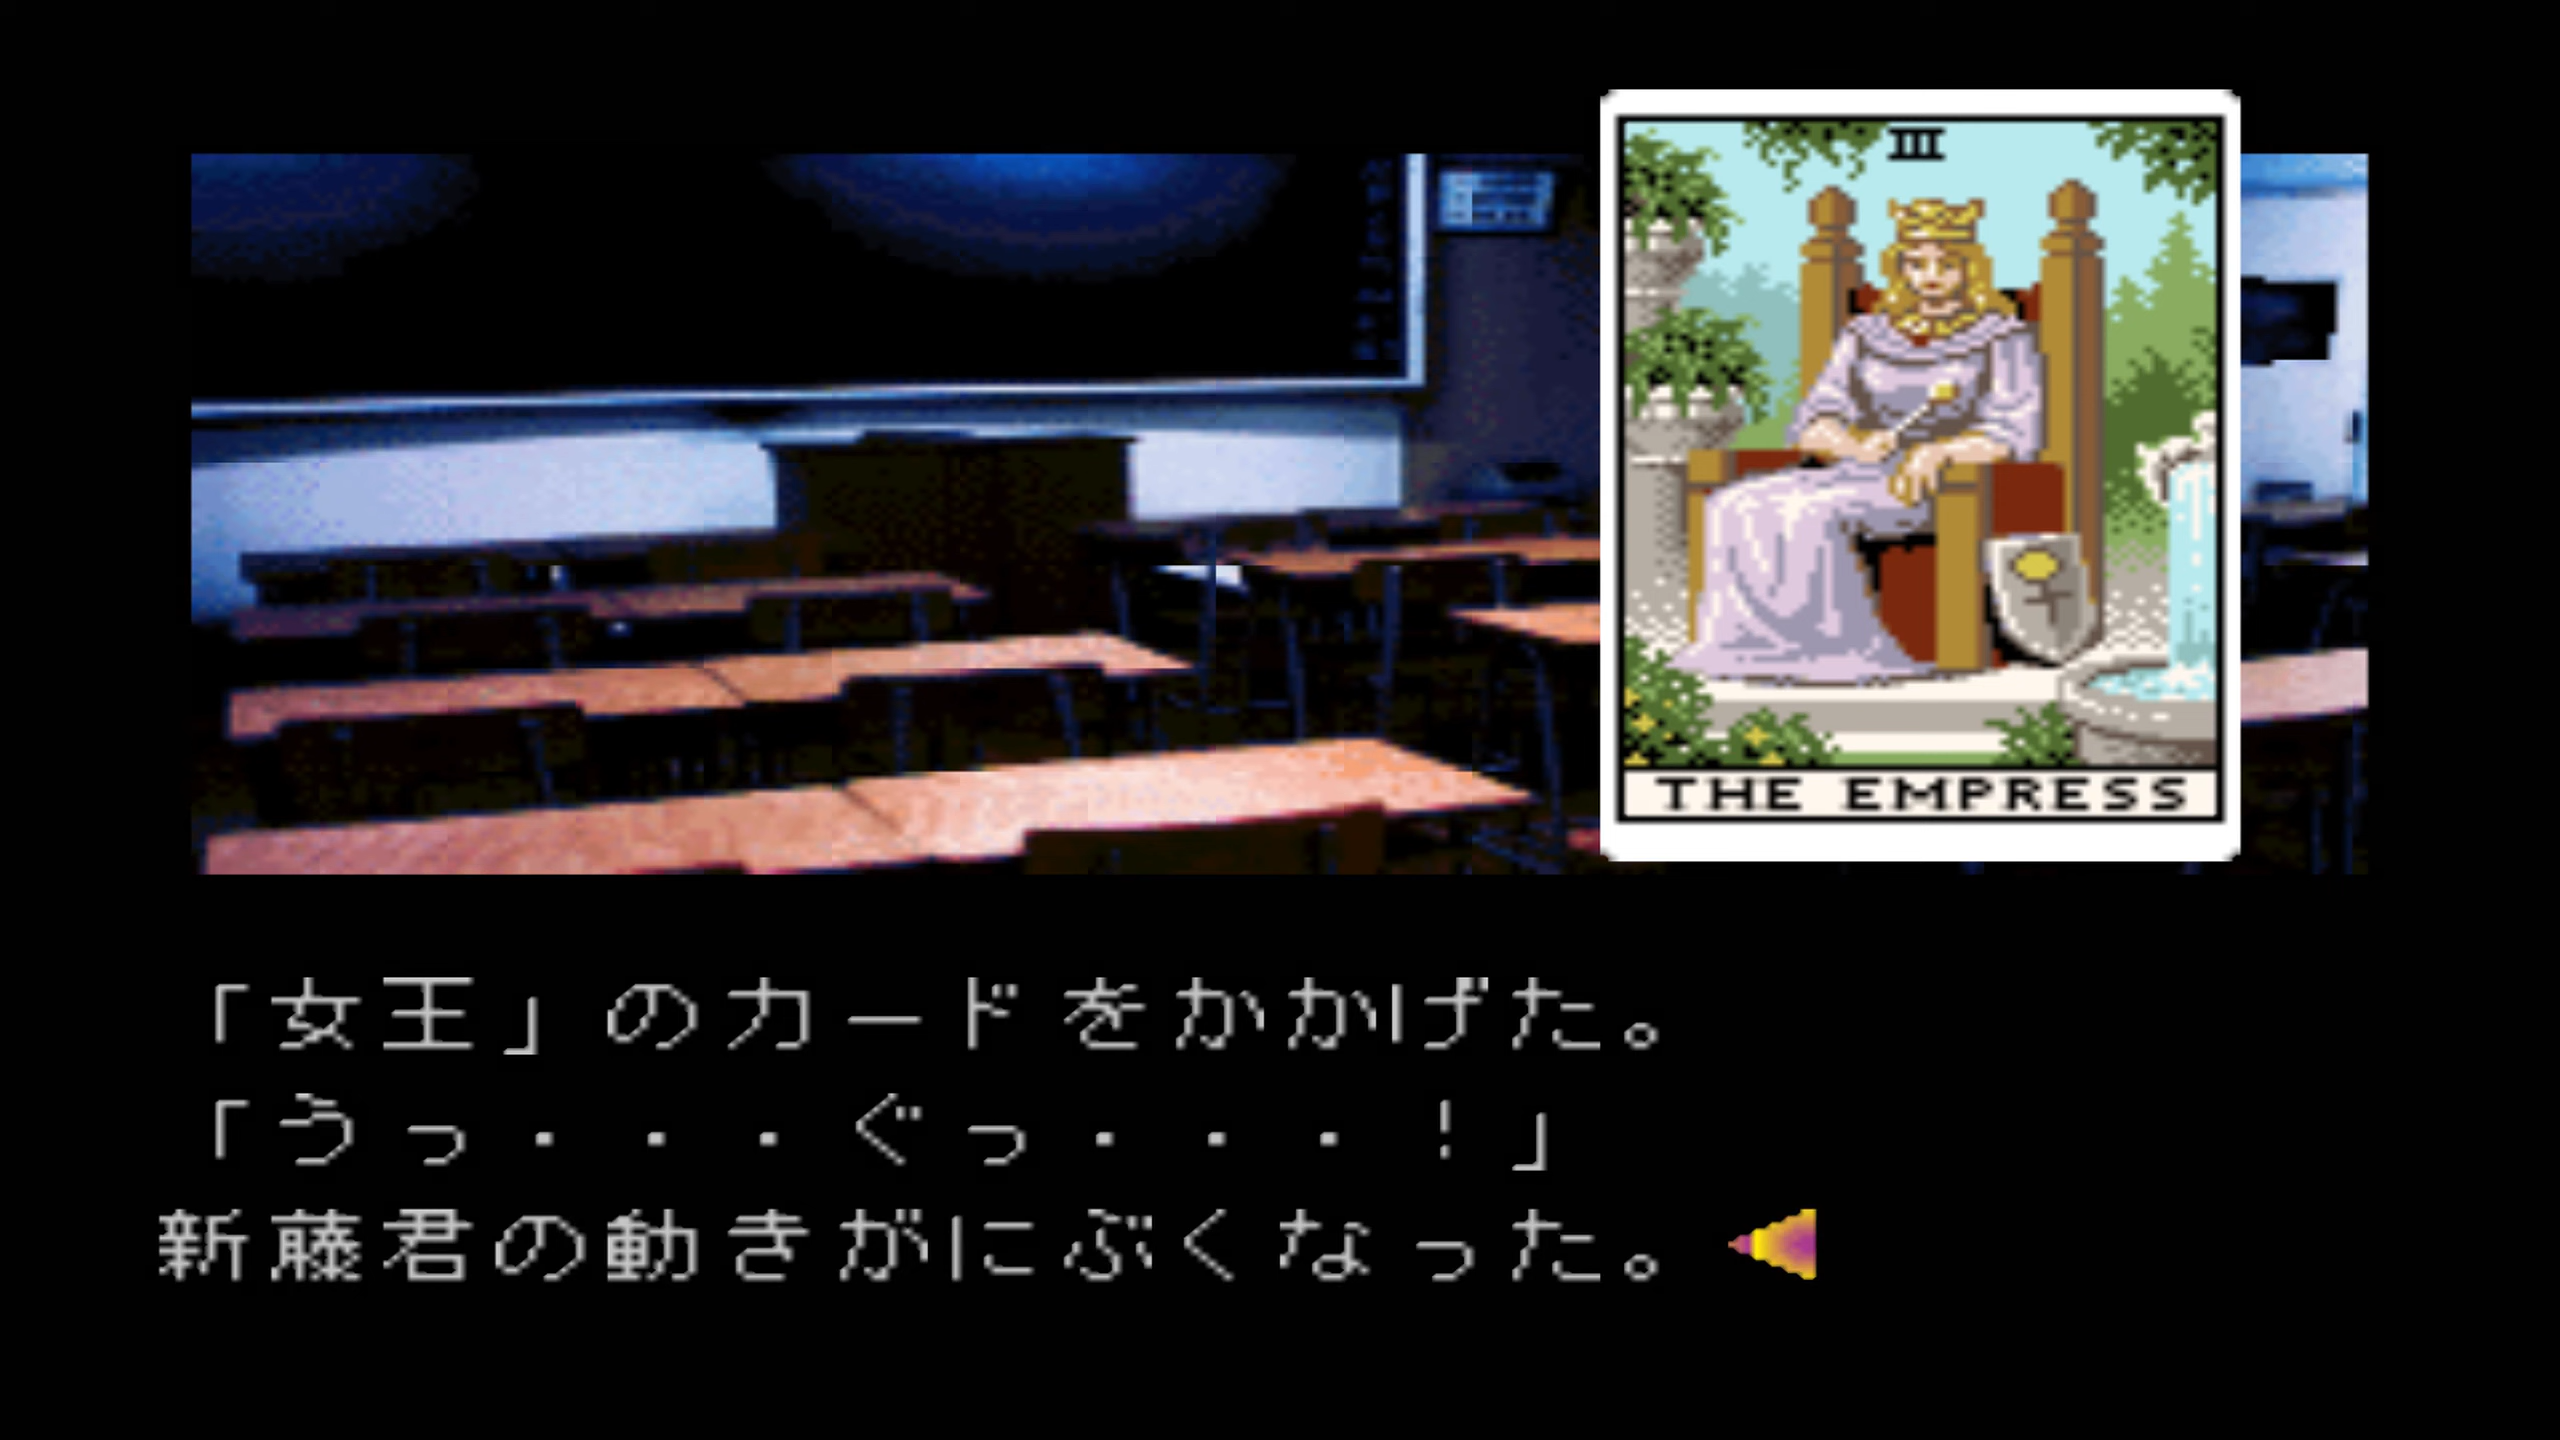 III
THE EMPRESS
「女王」のカードをかかげた。
「うっ・・・ぐっ・・・!」
新藤君の動きがにぶくなった。